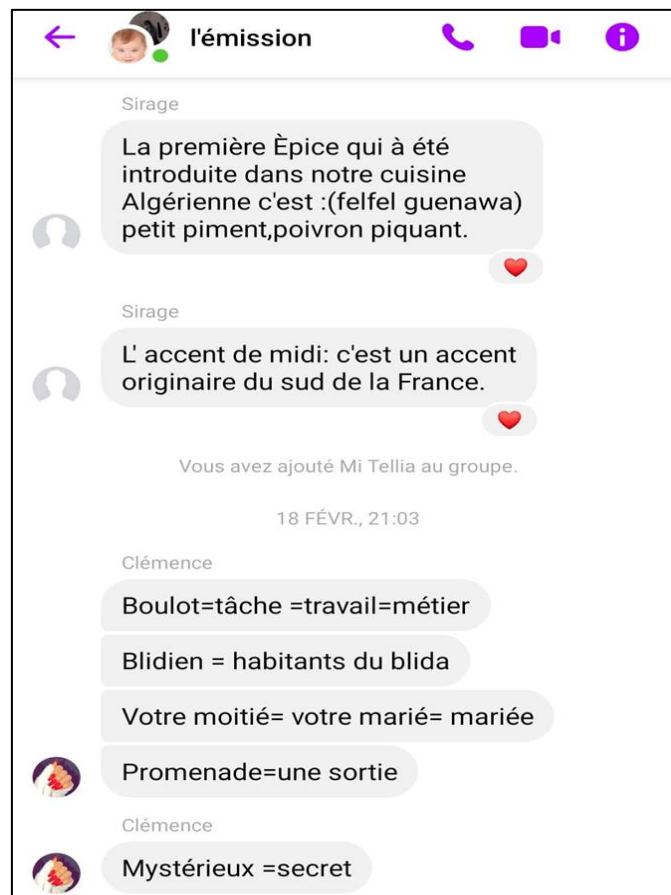 l'émission
Sirage
La première Èpice qui à été
introduite dans notre cuisine
Algérienne c'est :(felfel guenawa)
petit piment,poivron piquant.
Sirage
L' accent de midi: c'est un accent
originaire du sud de la France.
Vous avez ajouté Mi Tellia au groupe.
18 FÉVR., 21:03
Clémence
Boulot=tâche =travail=métier
Blidien = habitants du blida
Votre moitié= votre marié= mariée
Promenade=une sortie
Clémence
Mystérieux =secret